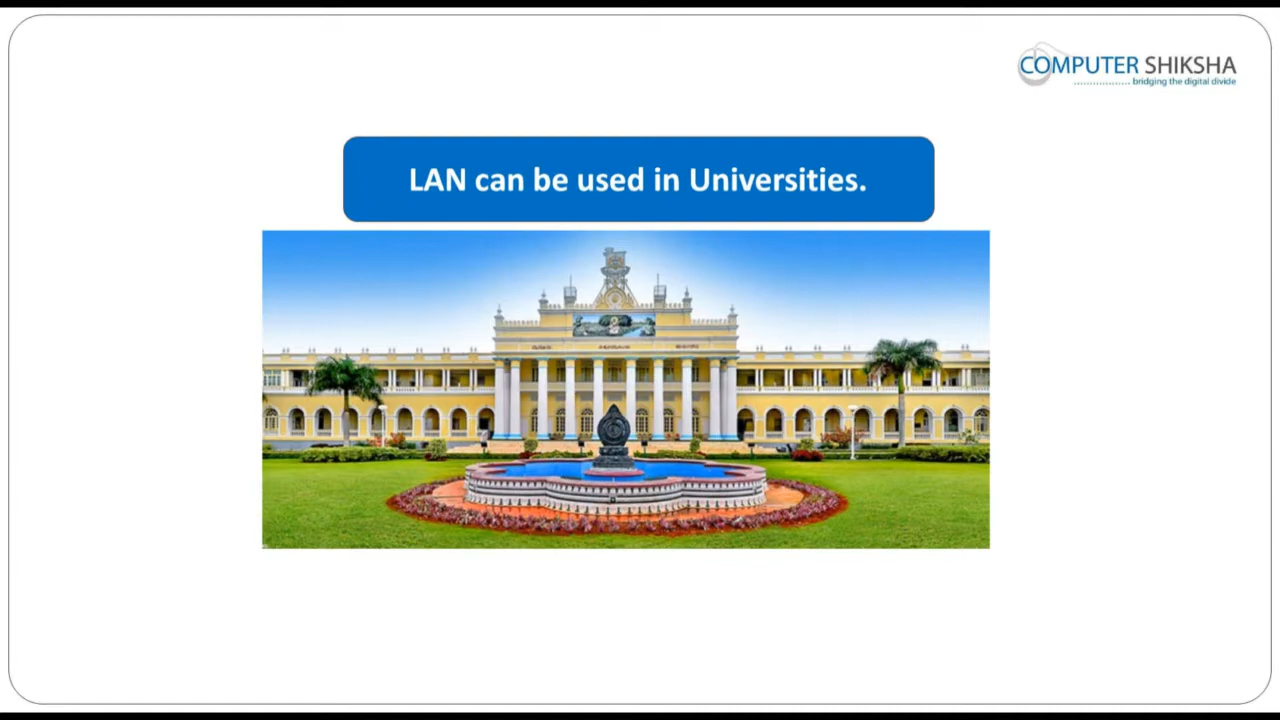 COMPUTER SHIKSHA
bridging the digital divide
LAN can be used in Universities.